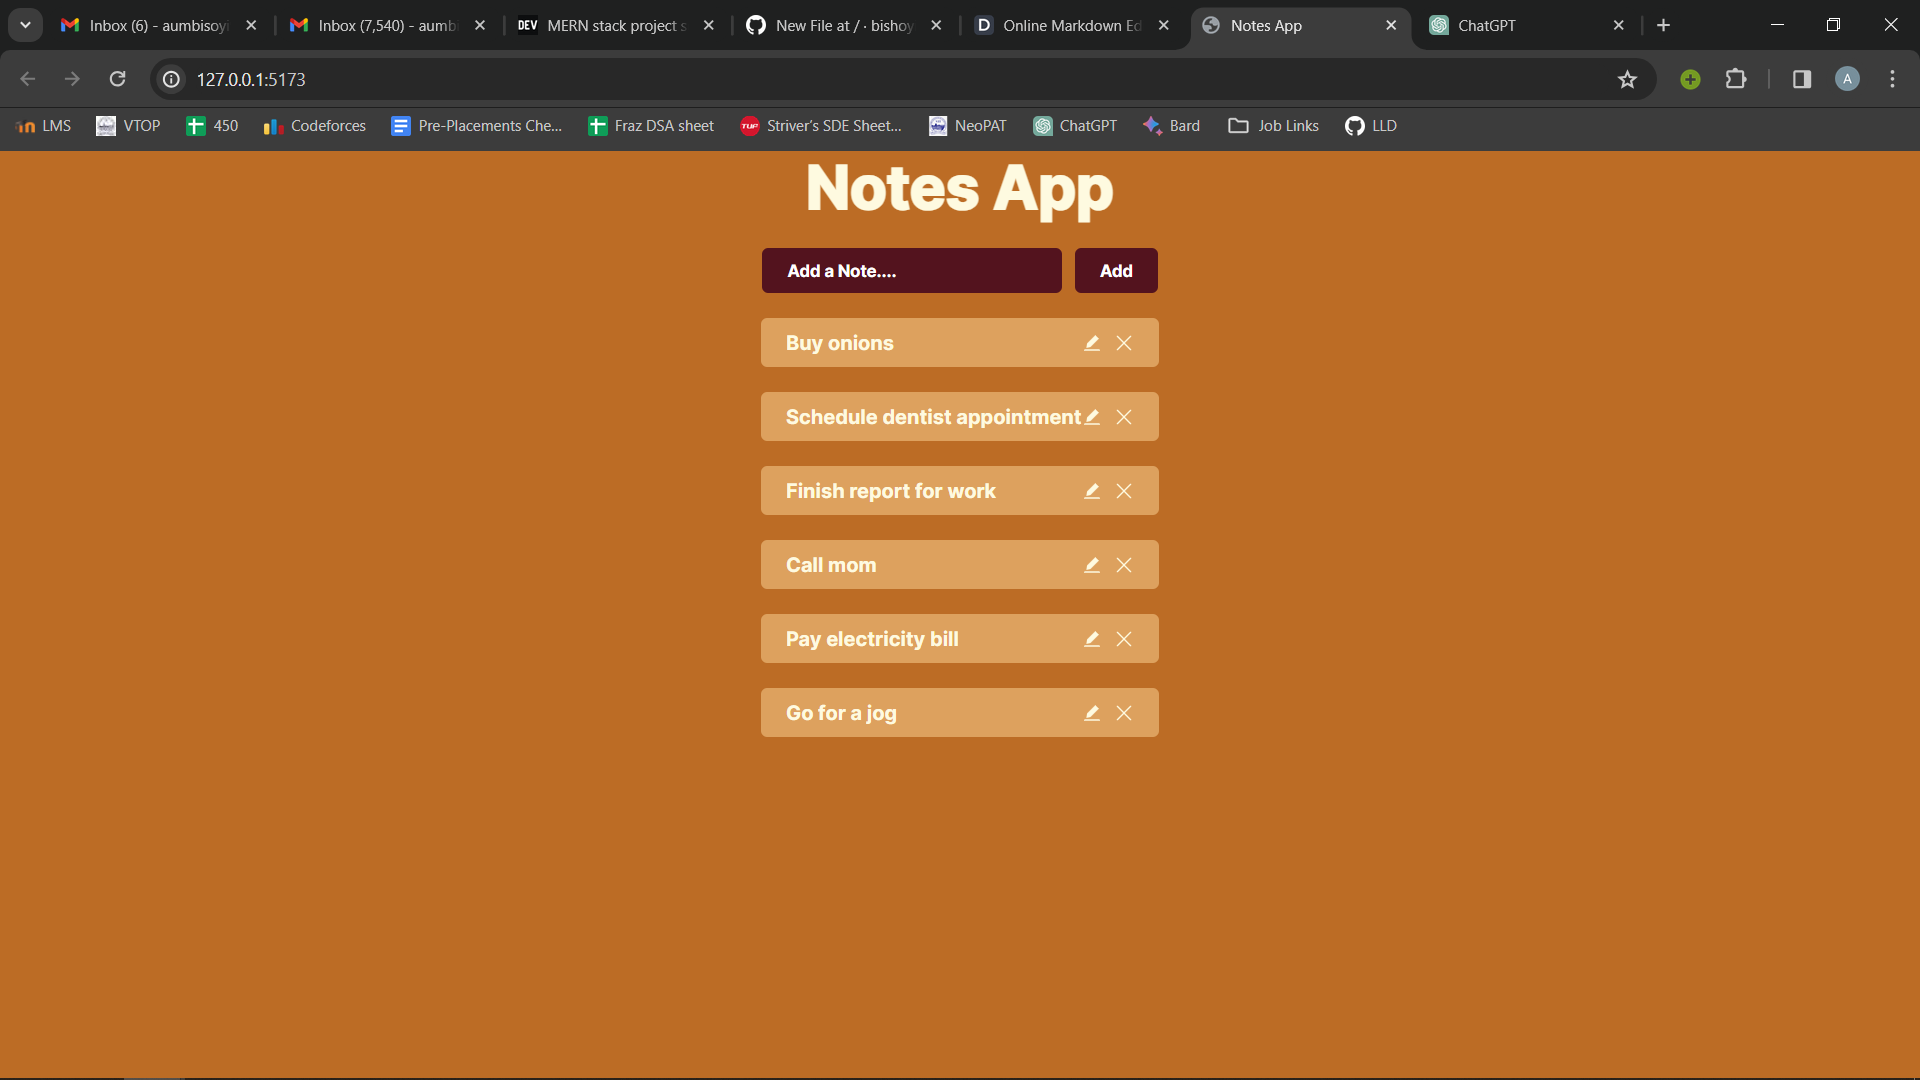 Inbox (6) - aumbisoyi
Inbox (7,540) - aumbi
DEV MERN stack project s
New File at / · bishoy
D Online Markdown Ed
Notes App
ChatGPT
127.0.0.1:5173
A
LMS
VTOP
450
Codeforces
Pre-Placements Che...
Fraz DSA sheet
TUF Striver's SDE Sheet...
NeoPAT
ChatGPT
Bard
Job Links
LLD
Notes App
Add a Note....
Add
Buy onions
Schedule dentist appointment
Finish report for work
Call mom
Pay electricity bill
Go for a jog